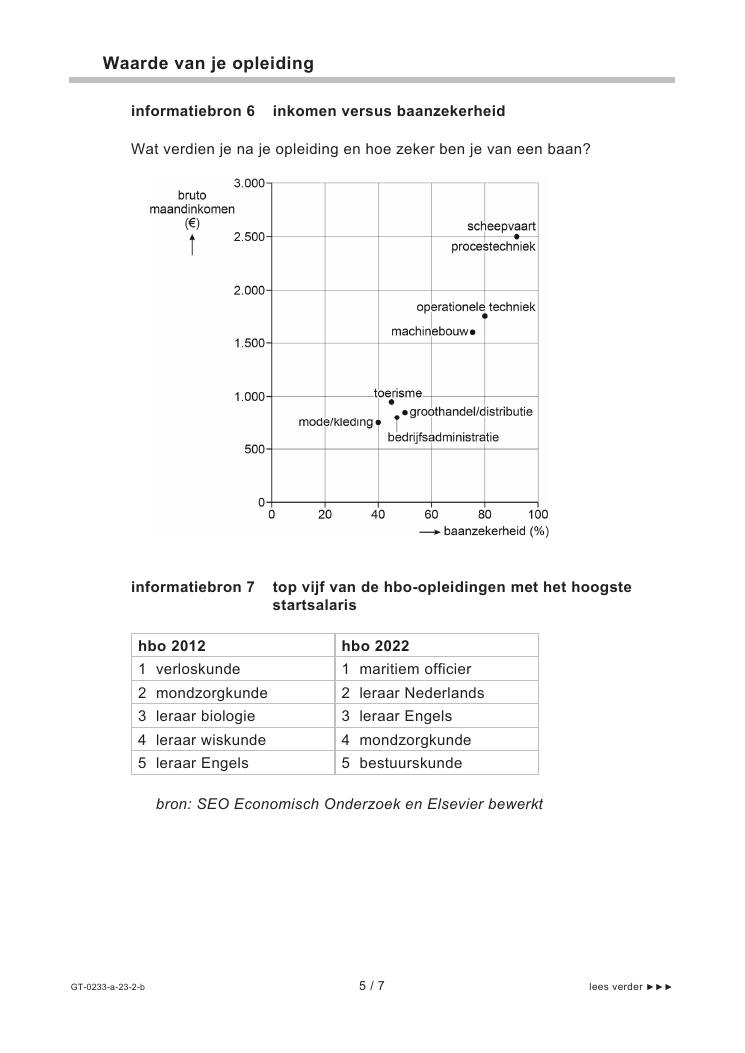 Waarde van je opleiding
informatiebron 6 inkomen versus baanzekerheid
Wat verdien je na je opleiding en hoe zeker ben je van een baan?
bruto
maandinkomen
(€)
3.000
2.500
2.000
1.500
1.000
500
0
scheepvaart
procestechniek
operationele techniek
machinebouw
toerisme
groothandel/distributie
mode/kleding
bedrijfsadministratie
0 20 40 60 80 100
baanzekerheid (%)
informatiebron 7 top vijf van de hbo-opleidingen met het hoogste
startsalaris
hbo 2012 hbo 2022
1 verloskunde 1 maritiem officier
2 mondzorgkunde 2 leraar Nederlands
3 leraar biologie 3 leraar Engels
4 leraar wiskunde 4 mondzorgkunde
5 leraar Engels 5 bestuurskunde
bron: SEO Economisch Onderzoek en Elsevier bewerkt
GT-0233-a-23-2-b 5 / 7 lees verder ►►►